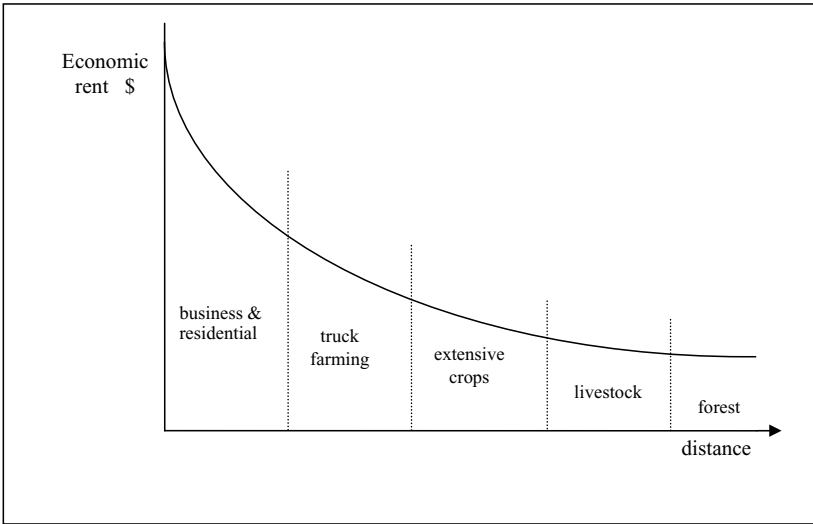 Economic
rent $
business &
residential
truck
farming
extensive
crops
livestock
forest
distance